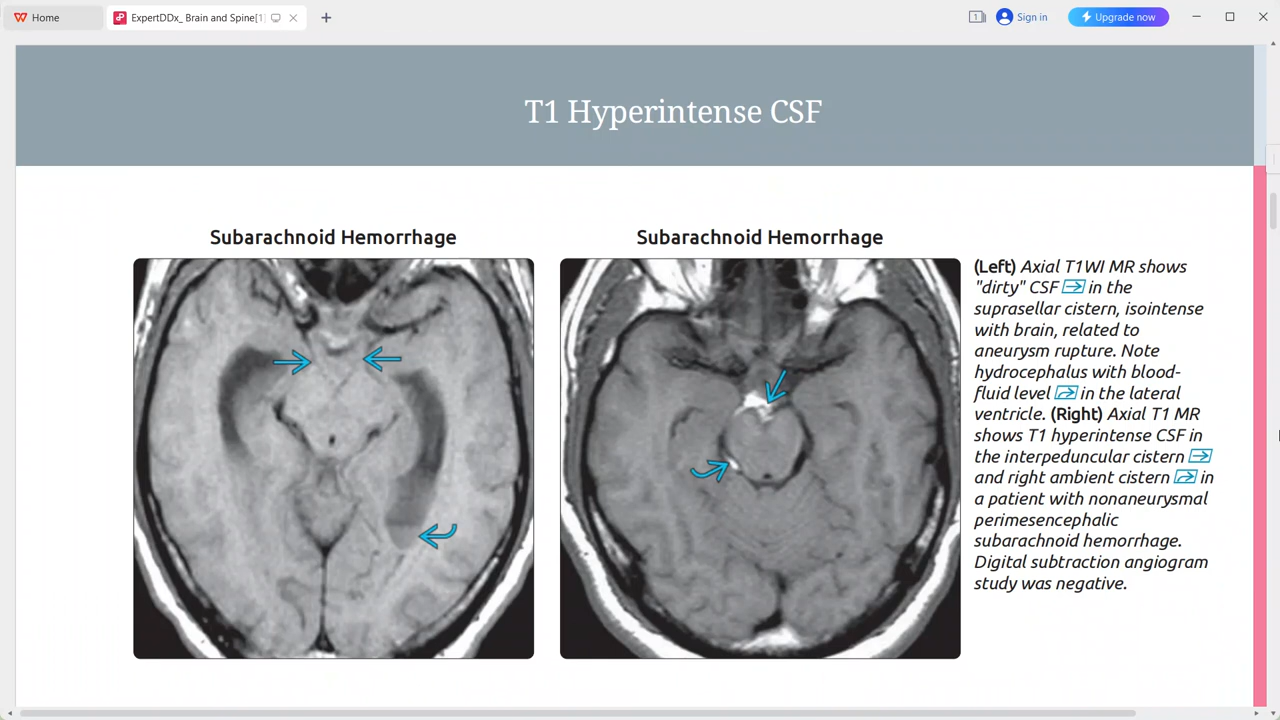 Home
ExpertDDx_ Brain and Spine[1]
1
Sign in
Upgrade now
T1 Hyperintense CSF
Subarachnoid Hemorrhage
Subarachnoid Hemorrhage
(Left) Axial T1WI MR shows
"dirty" CSF in the
suprasellar cistern, isointense
with brain, related to
aneurysm rupture. Note
hydrocephalus with blood-
fluid level in the lateral
ventricle. (Right) Axial T1 MR
shows T1 hyperintense CSF in
the interpeduncular cistern
and right ambient cistern in
a patient with nonaneurysmal
perimesencephalic
subarachnoid hemorrhage.
Digital subtraction angiogram
study was negative.